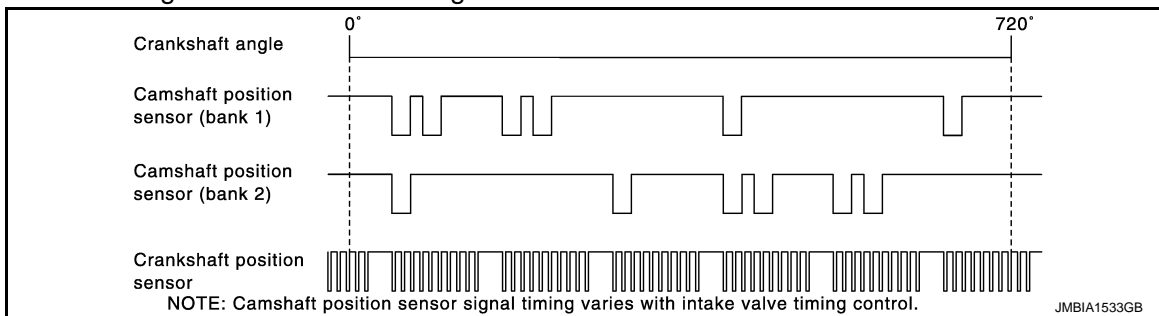 0˚ 720˚
Crankshaft angle
Camshaft position
sensor (bank 1)
Camshaft position
sensor (bank 2)
Crankshaft position
sensor
NOTE: Camshaft position sensor signal timing varies with intake valve timing control.
JMBIA1533GB